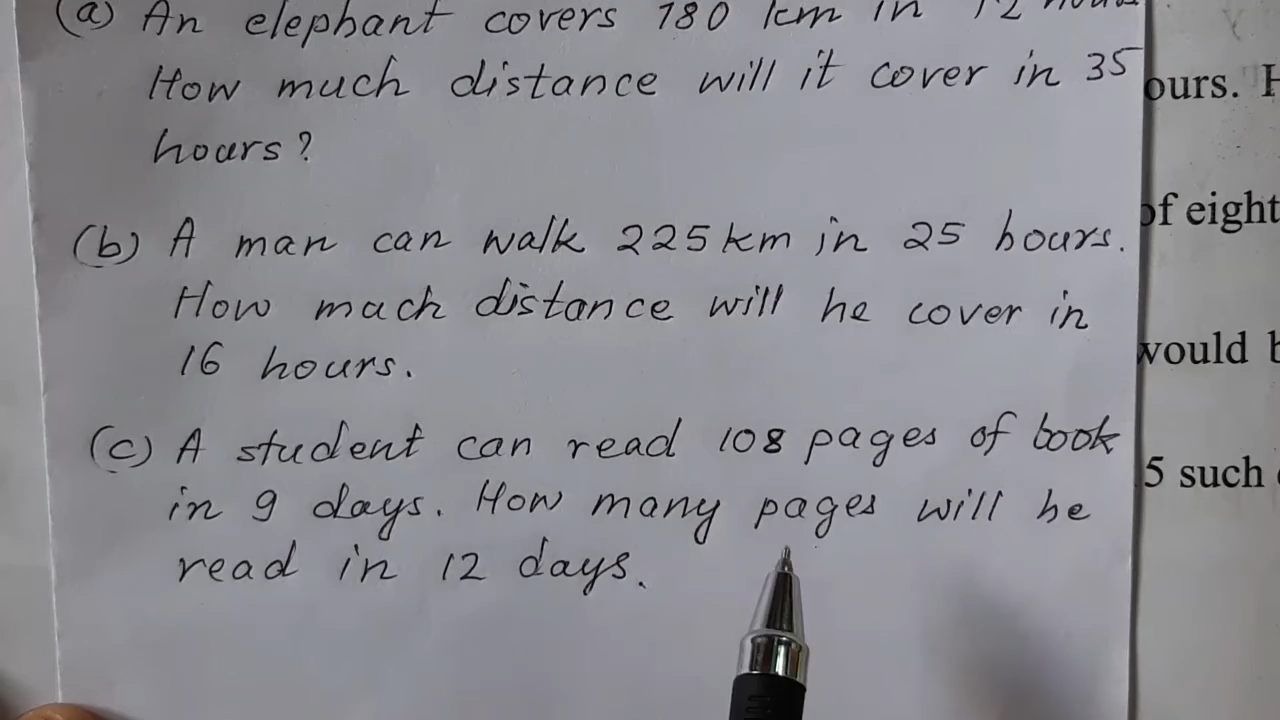 (a) An elephant covers 180 km in 12 hours
How much distance will it cover in 35
hours?
(b) A man can walk 225 km in 25 hours.
How much distance will he cover in
16 hours.
(c) A student can read 108 pages of book
in 9 days. How many pages will he
read in 12 days.
ours. H
of eight
would b
5 such